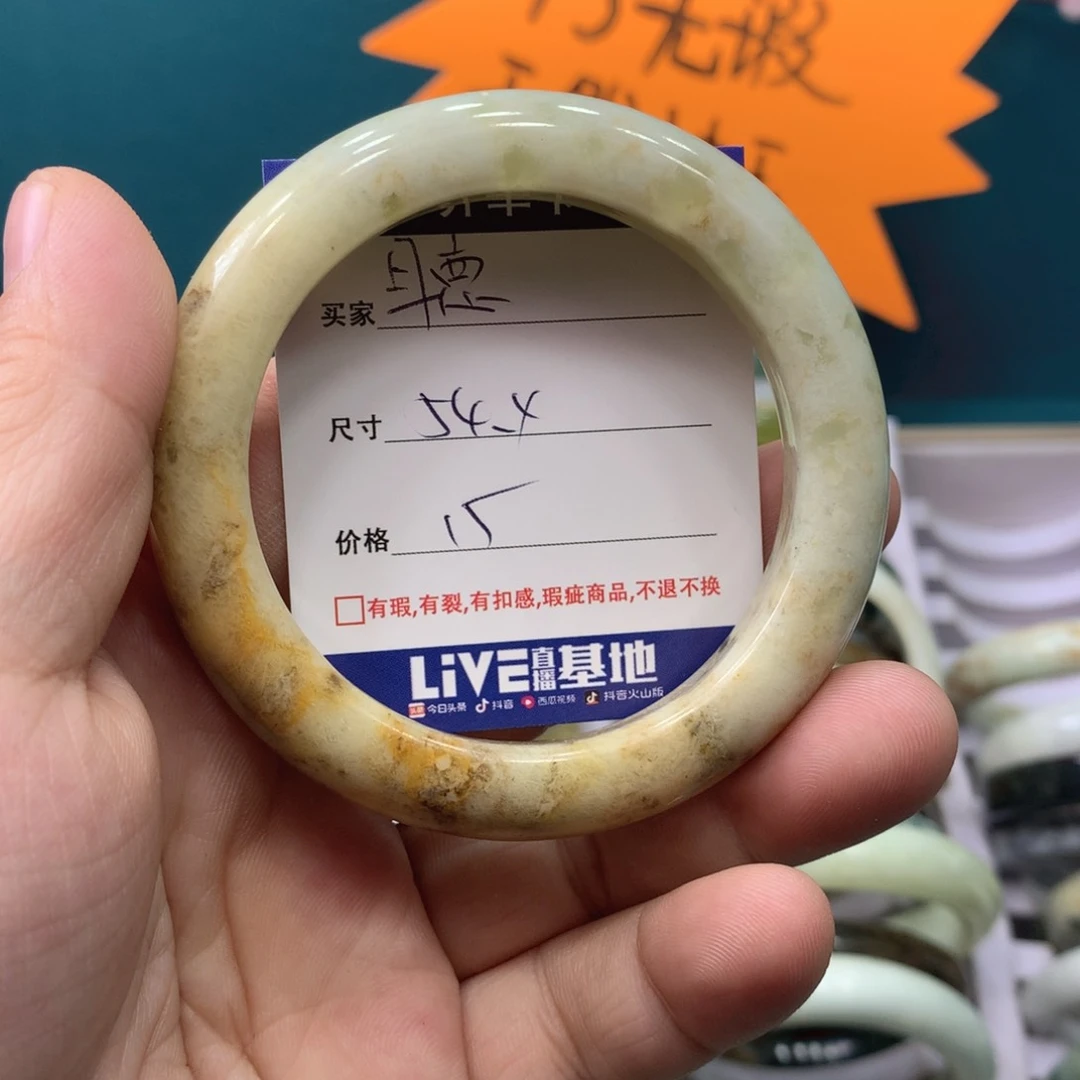 无瑕
买家
尺寸 54-
价格 15
有瑕,有裂,有扣感,瑕疵商品,不退不换
LiVE直播基地
今日头条 抖音 西瓜视频 抖音火山版